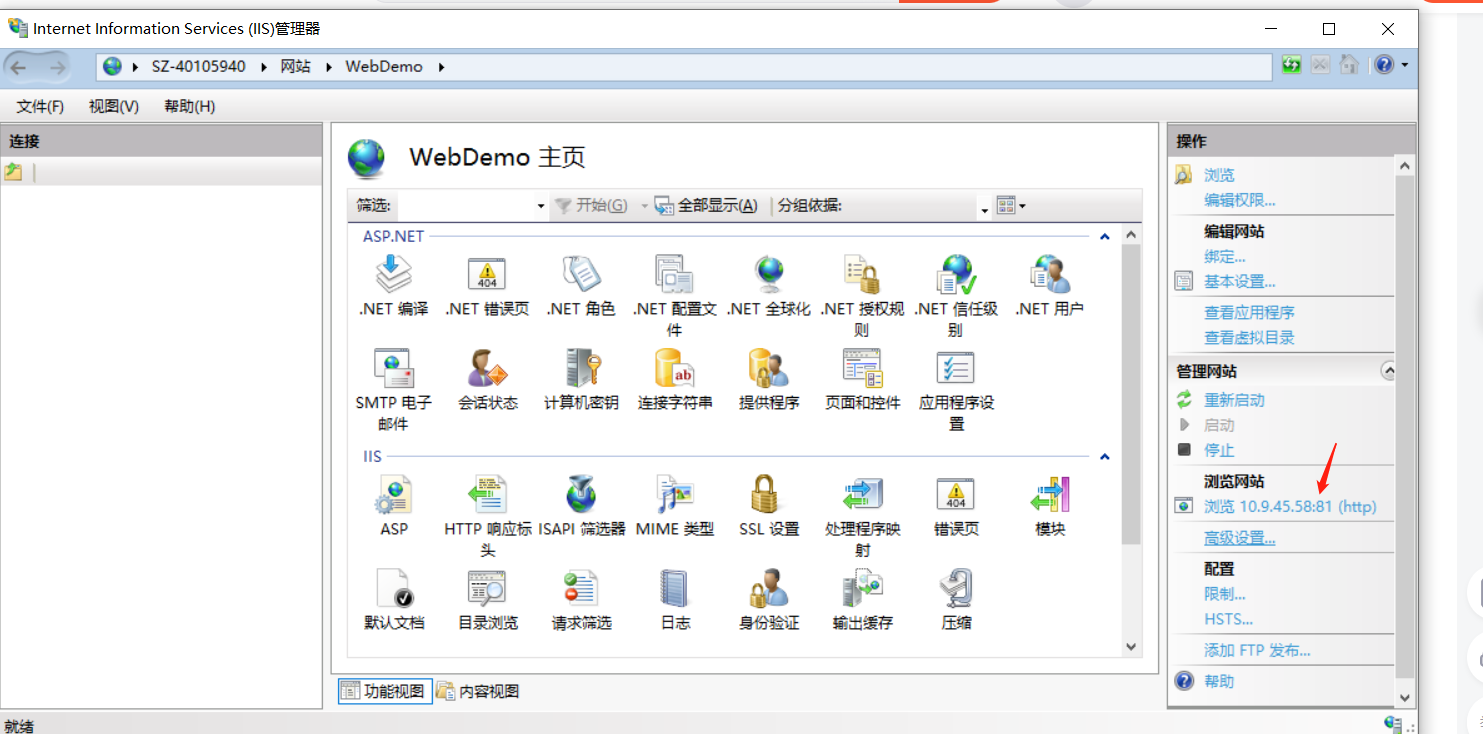 Internet Information Services (IIS)管理器
SZ-40105940 网站 WebDemo
文件(F) 视图(V) 帮助(H)
连接
WebDemo 主页
筛选: 开始(G) 全部显示(A) 分组依据:
ASP.NET
.NET 编译 .NET 错误页 .NET 角色 .NET 配置文件 .NET 全球化 .NET 授权规则 .NET 信任级别 .NET 用户
SMTP 电子邮件 会话状态 计算机密钥 连接字符串 提供程序 页面和控件 应用程序设置
IIS
ASP HTTP 响应标头 ISAPI 筛选器 MIME 类型 SSL 设置 处理程序映射 错误页 模块
默认文档 目录浏览 请求筛选 日志 身份验证 输出缓存 压缩
功能视图 内容视图
操作
浏览
编辑权限...
编辑网站
绑定...
基本设置...
查看应用程序
查看虚拟目录
管理网站
重新启动
启动
停止
浏览网站
浏览 10.9.45.58:81 (http)
高级设置...
配置
限制...
HSTS...
添加 FTP 发布...
帮助
就绪